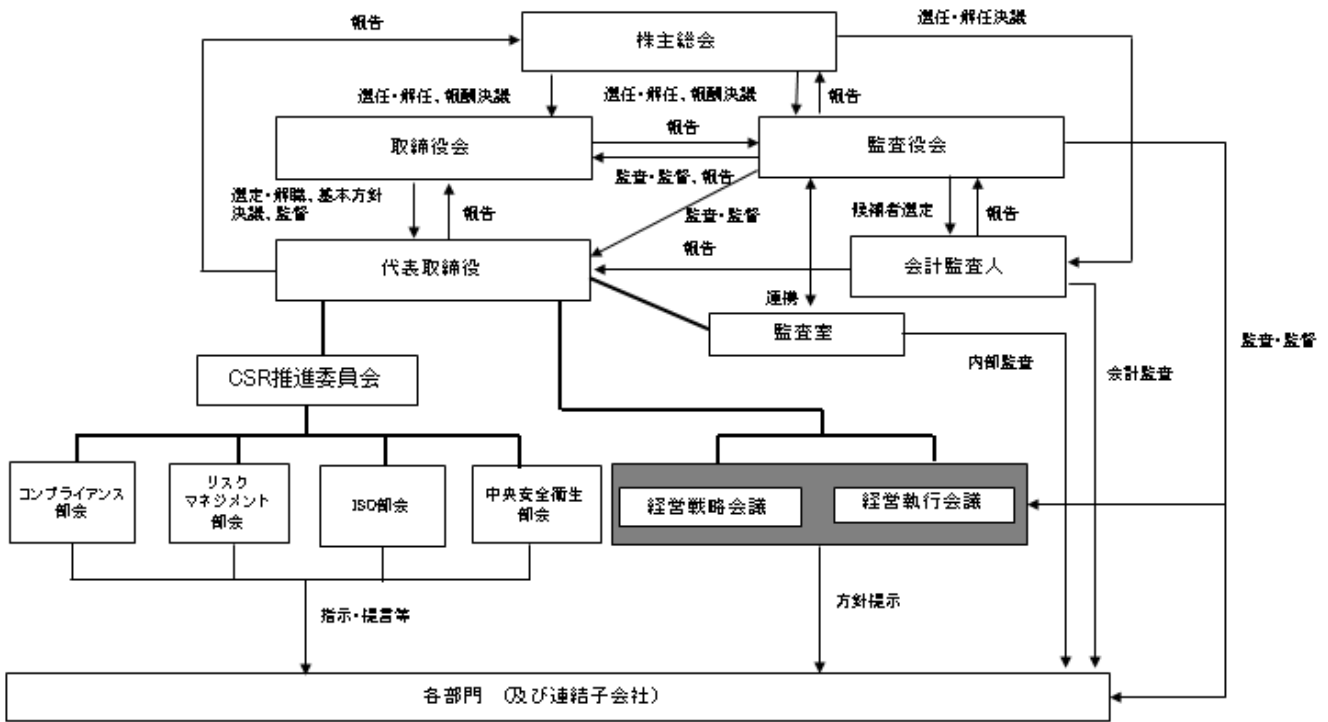 報告
選任・解任決議
株主総会
選任・解任、報酬決議
選任・解任、報酬決議
報告
取締役会
報告
監査役会
監査・監督、報告
選定・解職、基本方針
決議、監督
報告
監査・監督
候補者選定
報告
代表取締役
報告
会計監査人
連携
監査室
内部監査
会計監査
監査・監督
CSR推進委員会
コンプライアンス
部会
リスク
マネジメント
部会
ISO部会
中央安全衛生
部会
経営戦略会議
経営執行会議
指示・提言等
方針提示
各部門 (及び連結子会社)